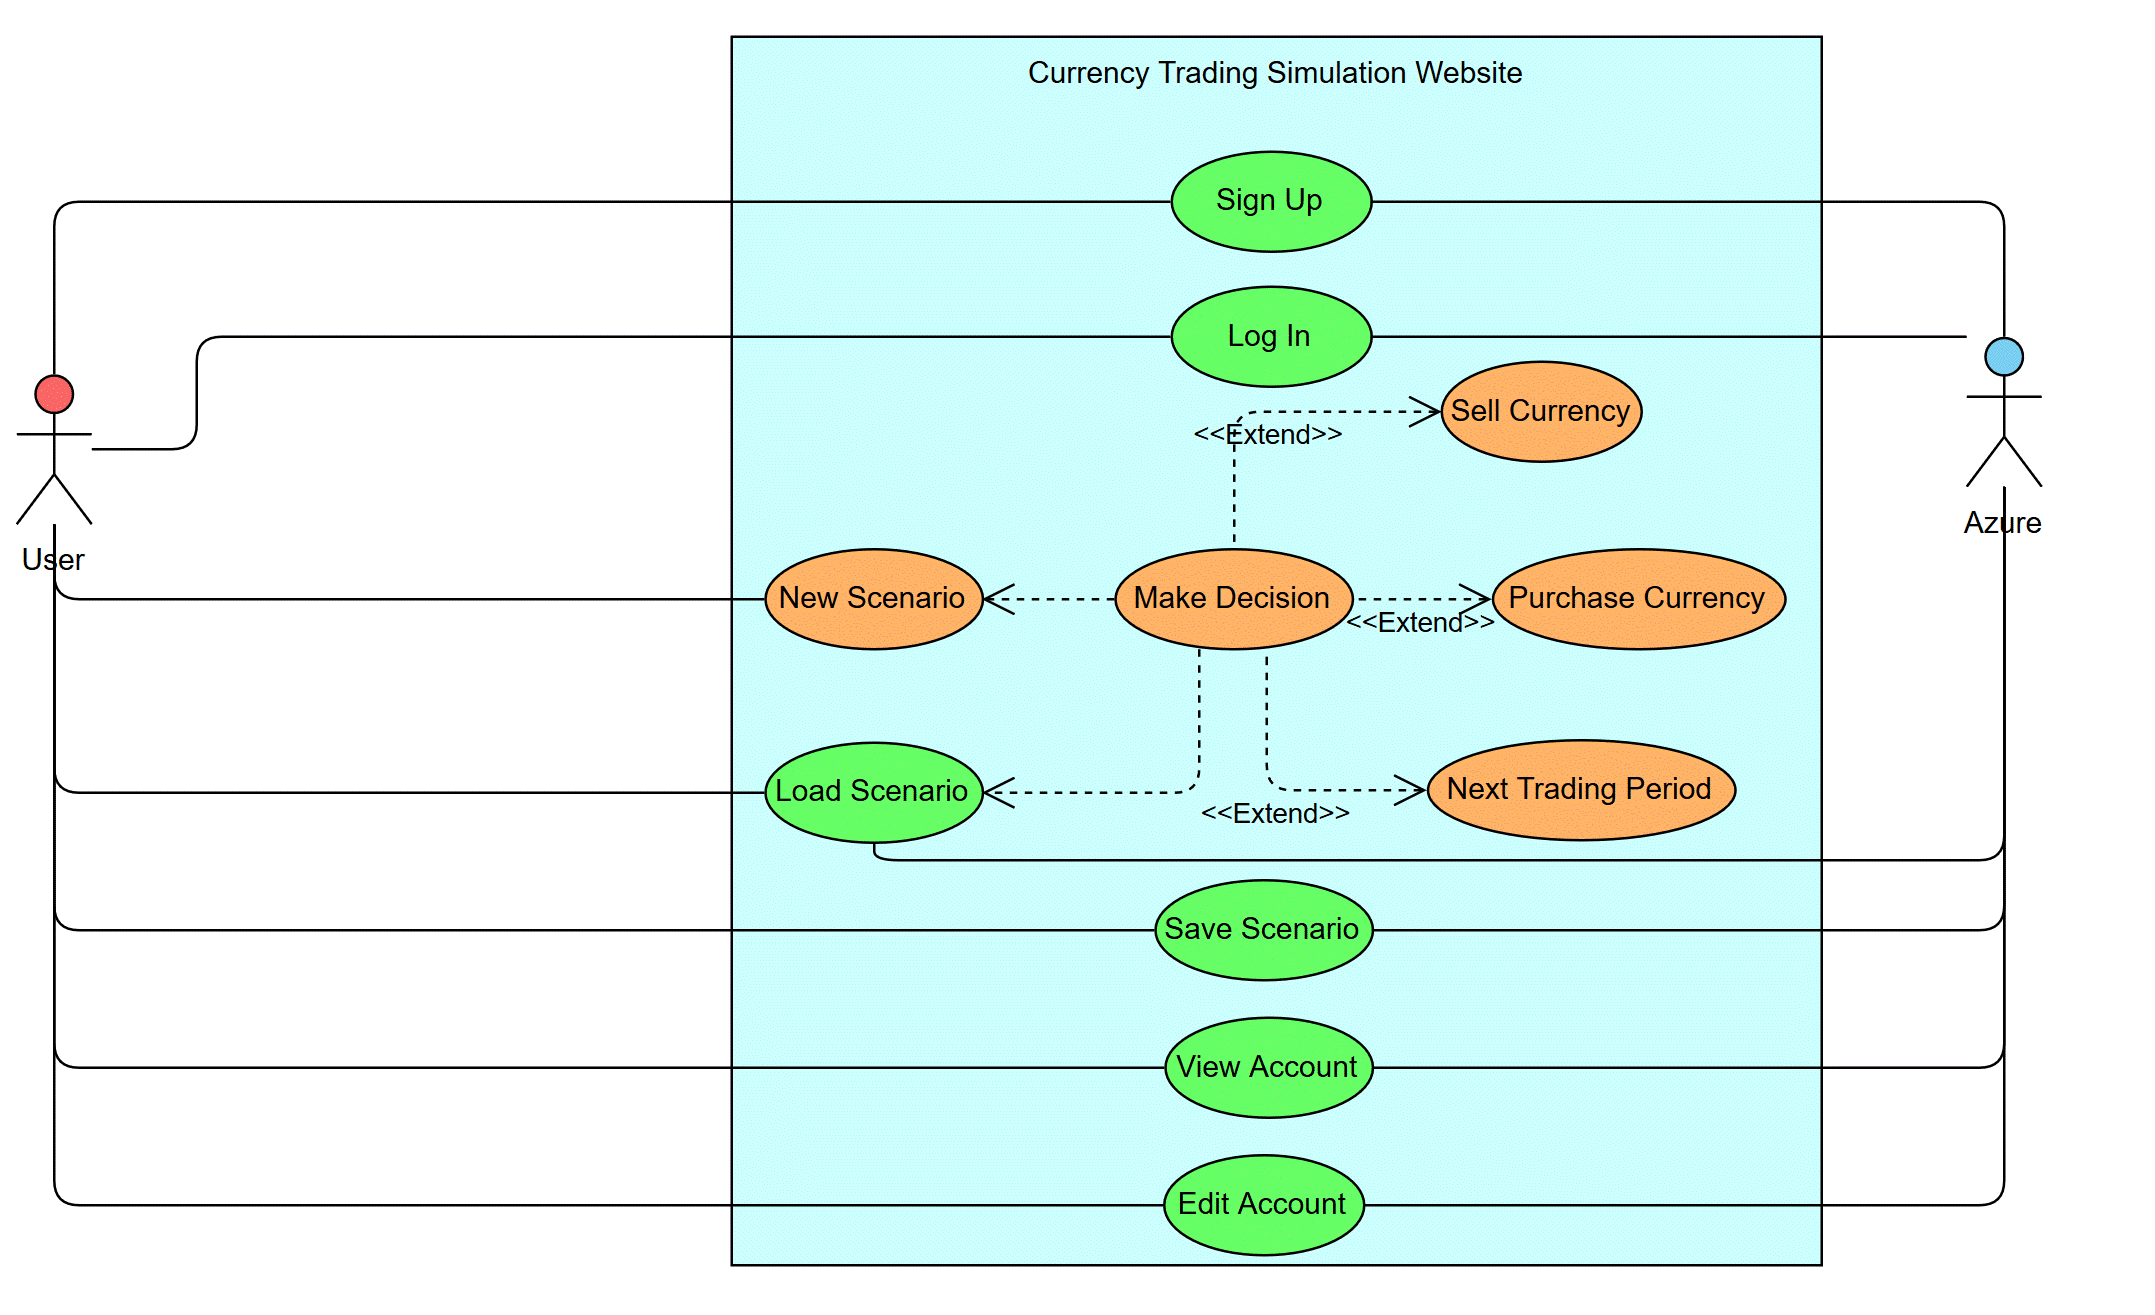 Currency Trading Simulation Website
Sign Up
Log In
Sell Currency
<<Extend>>
User
Azure
New Scenario
Make Decision
Purchase Currency
<<Extend>>
Load Scenario
Next Trading Period
<<Extend>>
Save Scenario
View Account
Edit Account